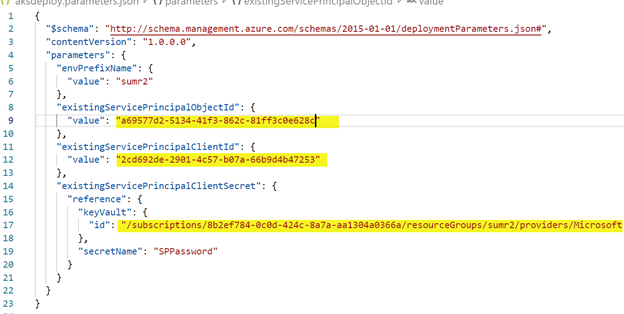 aksdeploy.parameters.json > {} parameters > {} existingServicePrincipalObjectId > value
1 {
2 "$schema": "http://schema.management.azure.com/schemas/2015-01-01/deploymentParameters.json#",
3 "contentVersion": "1.0.0.0",
4 "parameters": {
5 "envPrefixName": {
6 "value": "sumr2"
7 },
8 "existingServicePrincipalObjectId": {
9 "value": "a69577d2-5134-41f3-862c-81ff3c0e628c"
10 },
11 "existingServicePrincipalClientId": {
12 "value": "2cd692de-2901-4c57-b07a-66b9d4b47253"
13 },
14 "existingServicePrincipalClientSecret": {
15 "reference": {
16 "keyVault": {
17 "id": "/subscriptions/8b2ef784-0c0d-424c-8a7a-aa1304a0366a/resourceGroups/sumr2/providers/Microsoft
18 },
19 "secretName": "SPPassword"
20 }
21 }
22 }
23 }